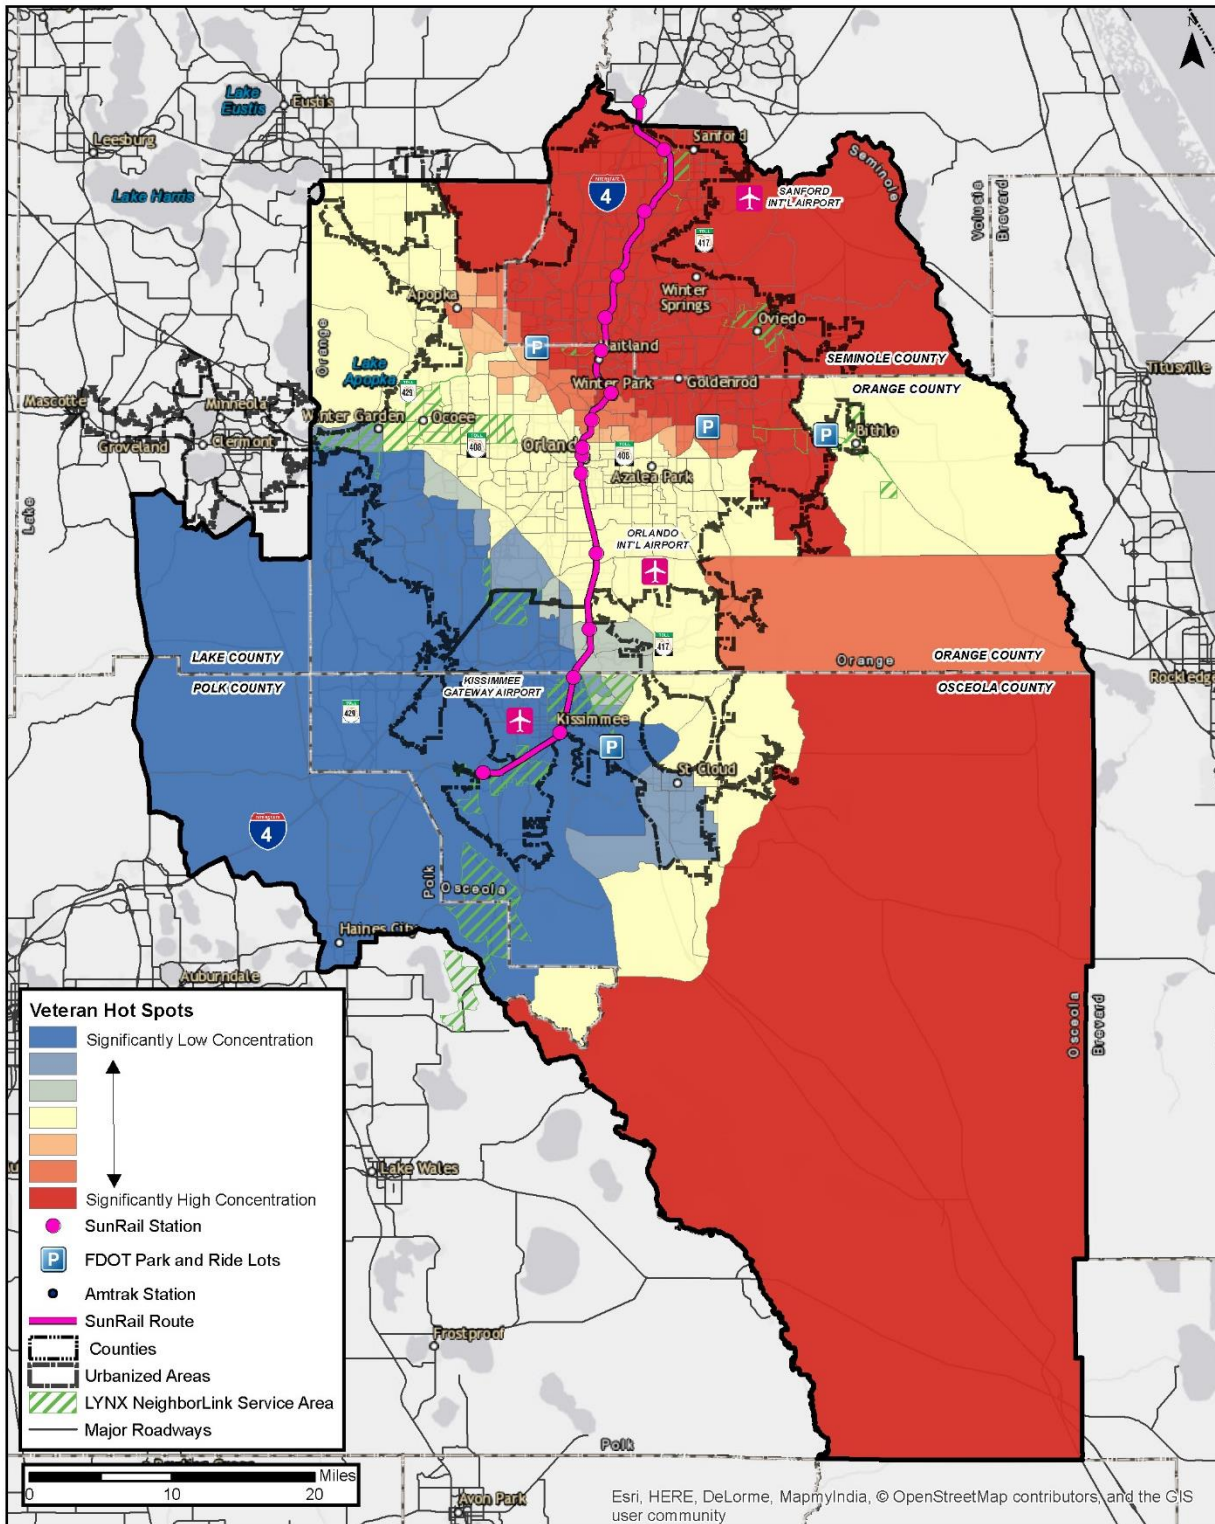 N
Lake
Eustis
Eustis
Leesburg
Lake Harris
Sanford
4
SANFORD
INT'L AIRPORT
Seminole
Volusia
Brevard
TOLL
417
Winter
Springs
Apopka
Oviedo
Orange
Maitland
SEMINOLE COUNTY
Lake
Apopka
Winter Park
Goldenrod
ORANGE COUNTY
Titusville
Mascotte
Minneola
TOLL
429
Winter Garden
Ocoee
Groveland
Clermont
TOLL
408
Orlando
TOLL
408
Bithlo
Azalea Park
Lake
ORLANDO
INT'L AIRPORT
TOLL
417
LAKE COUNTY
Orange
ORANGE COUNTY
POLK COUNTY
KISSIMMEE
GATEWAY AIRPORT
OSCEOLA COUNTY
Rockledge
TOLL
429
Kissimmee
P
St Cloud
4
Polk
Osceola
Haines City
Auburndale
Osceola
Brevard
Veteran Hot Spots
Significantly Low Concentration
Significantly High Concentration
SunRail Station
P FDOT Park and Ride Lots
Amtrak Station
SunRail Route
Counties
Urbanized Areas
LYNX NeighborLink Service Area
Major Roadways
Lake Wales
Frostproof
Polk
Miles
0 10 20
Avon Park
Esri, HERE, DeLorme, MapmyIndia, © OpenStreetMap contributors, and the GIS
user community